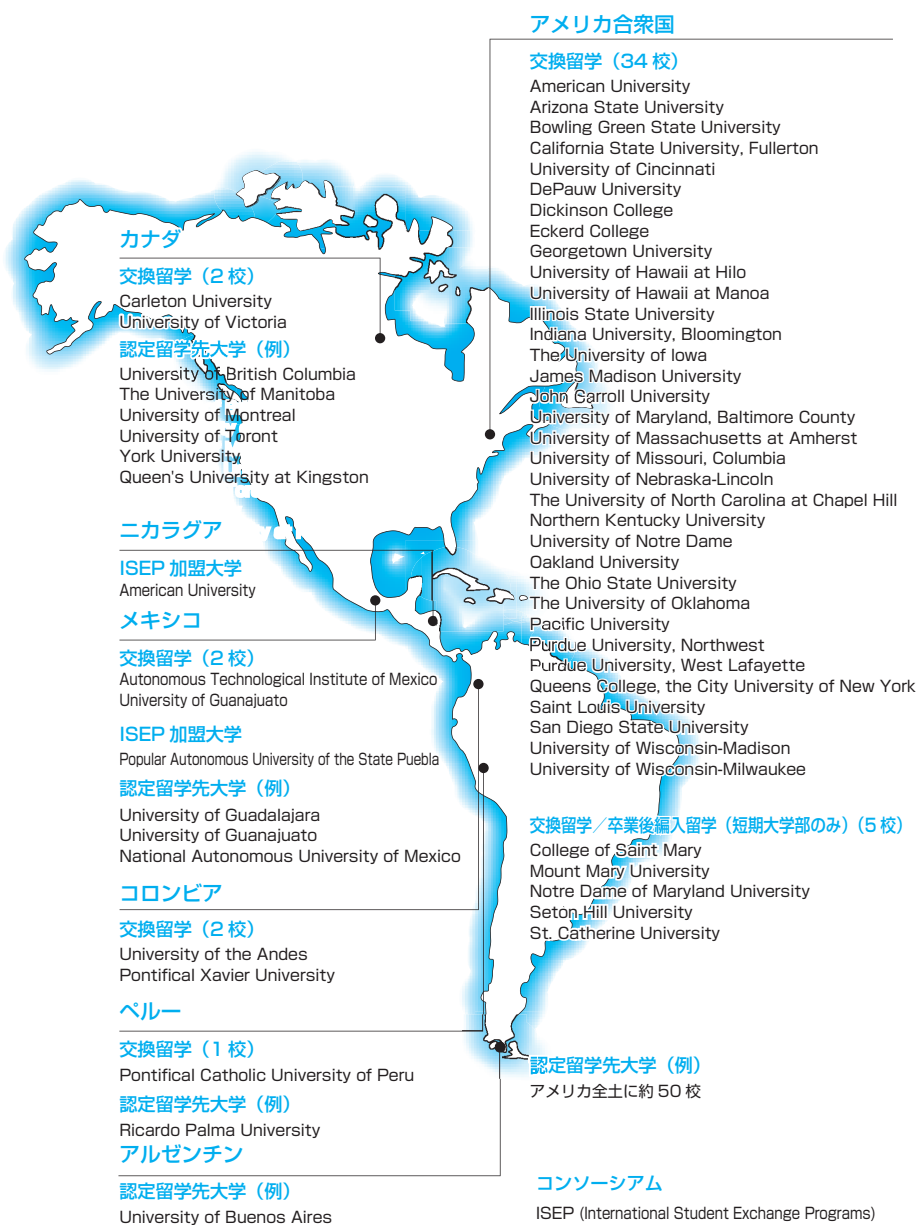 アメリカ合衆国
交換留学（34 校）
American University
Arizona State University
Bowling Green State University
California State University, Fullerton
University of Cincinnati
DePauw University
Dickinson College
Eckerd College
Georgetown University
University of Hawaii at Hilo
University of Hawaii at Manoa
Illinois State University
Indiana University, Bloomington
The University of Iowa
James Madison University
John Carroll University
University of Maryland, Baltimore County
University of Massachusetts at Amherst
University of Missouri, Columbia
University of Nebraska-Lincoln
The University of North Carolina at Chapel Hill
Northern Kentucky University
University of Notre Dame
Oakland University
The Ohio State University
The University of Oklahoma
Pacific University
Purdue University, Northwest
Purdue University, West Lafayette
Queens College, the City University of New York
Saint Louis University
San Diego State University
University of Wisconsin-Madison
University of Wisconsin-Milwaukee
交換留学／卒業後編入留学（短期大学部のみ）（5 校）
College of Saint Mary
Mount Mary University
Notre Dame of Maryland University
Seton Hill University
St. Catherine University
認定留学先大学（例）
アメリカ全土に約 50 校
カナダ
交換留学（2 校）
Carleton University
University of Victoria
認定留学先大学（例）
University of British Columbia
The University of Manitoba
University of Montreal
University of Toront
York University
Queen's University at Kingston
ニカラグア
ISEP 加盟大学
American University
メキシコ
交換留学（2 校）
Autonomous Technological Institute of Mexico
University of Guanajuato
ISEP 加盟大学
Popular Autonomous University of the State Puebla
認定留学先大学（例）
University of Guadalajara
University of Guanajuato
National Autonomous University of Mexico
コロンビア
交換留学（2 校）
University of the Andes
Pontifical Xavier University
ペルー
交換留学（1 校）
Pontifical Catholic University of Peru
認定留学先大学（例）
Ricardo Palma University
アルゼンチン
認定留学先大学（例）
University of Buenos Aires
コンソーシアム
ISEP (International Student Exchange Programs)